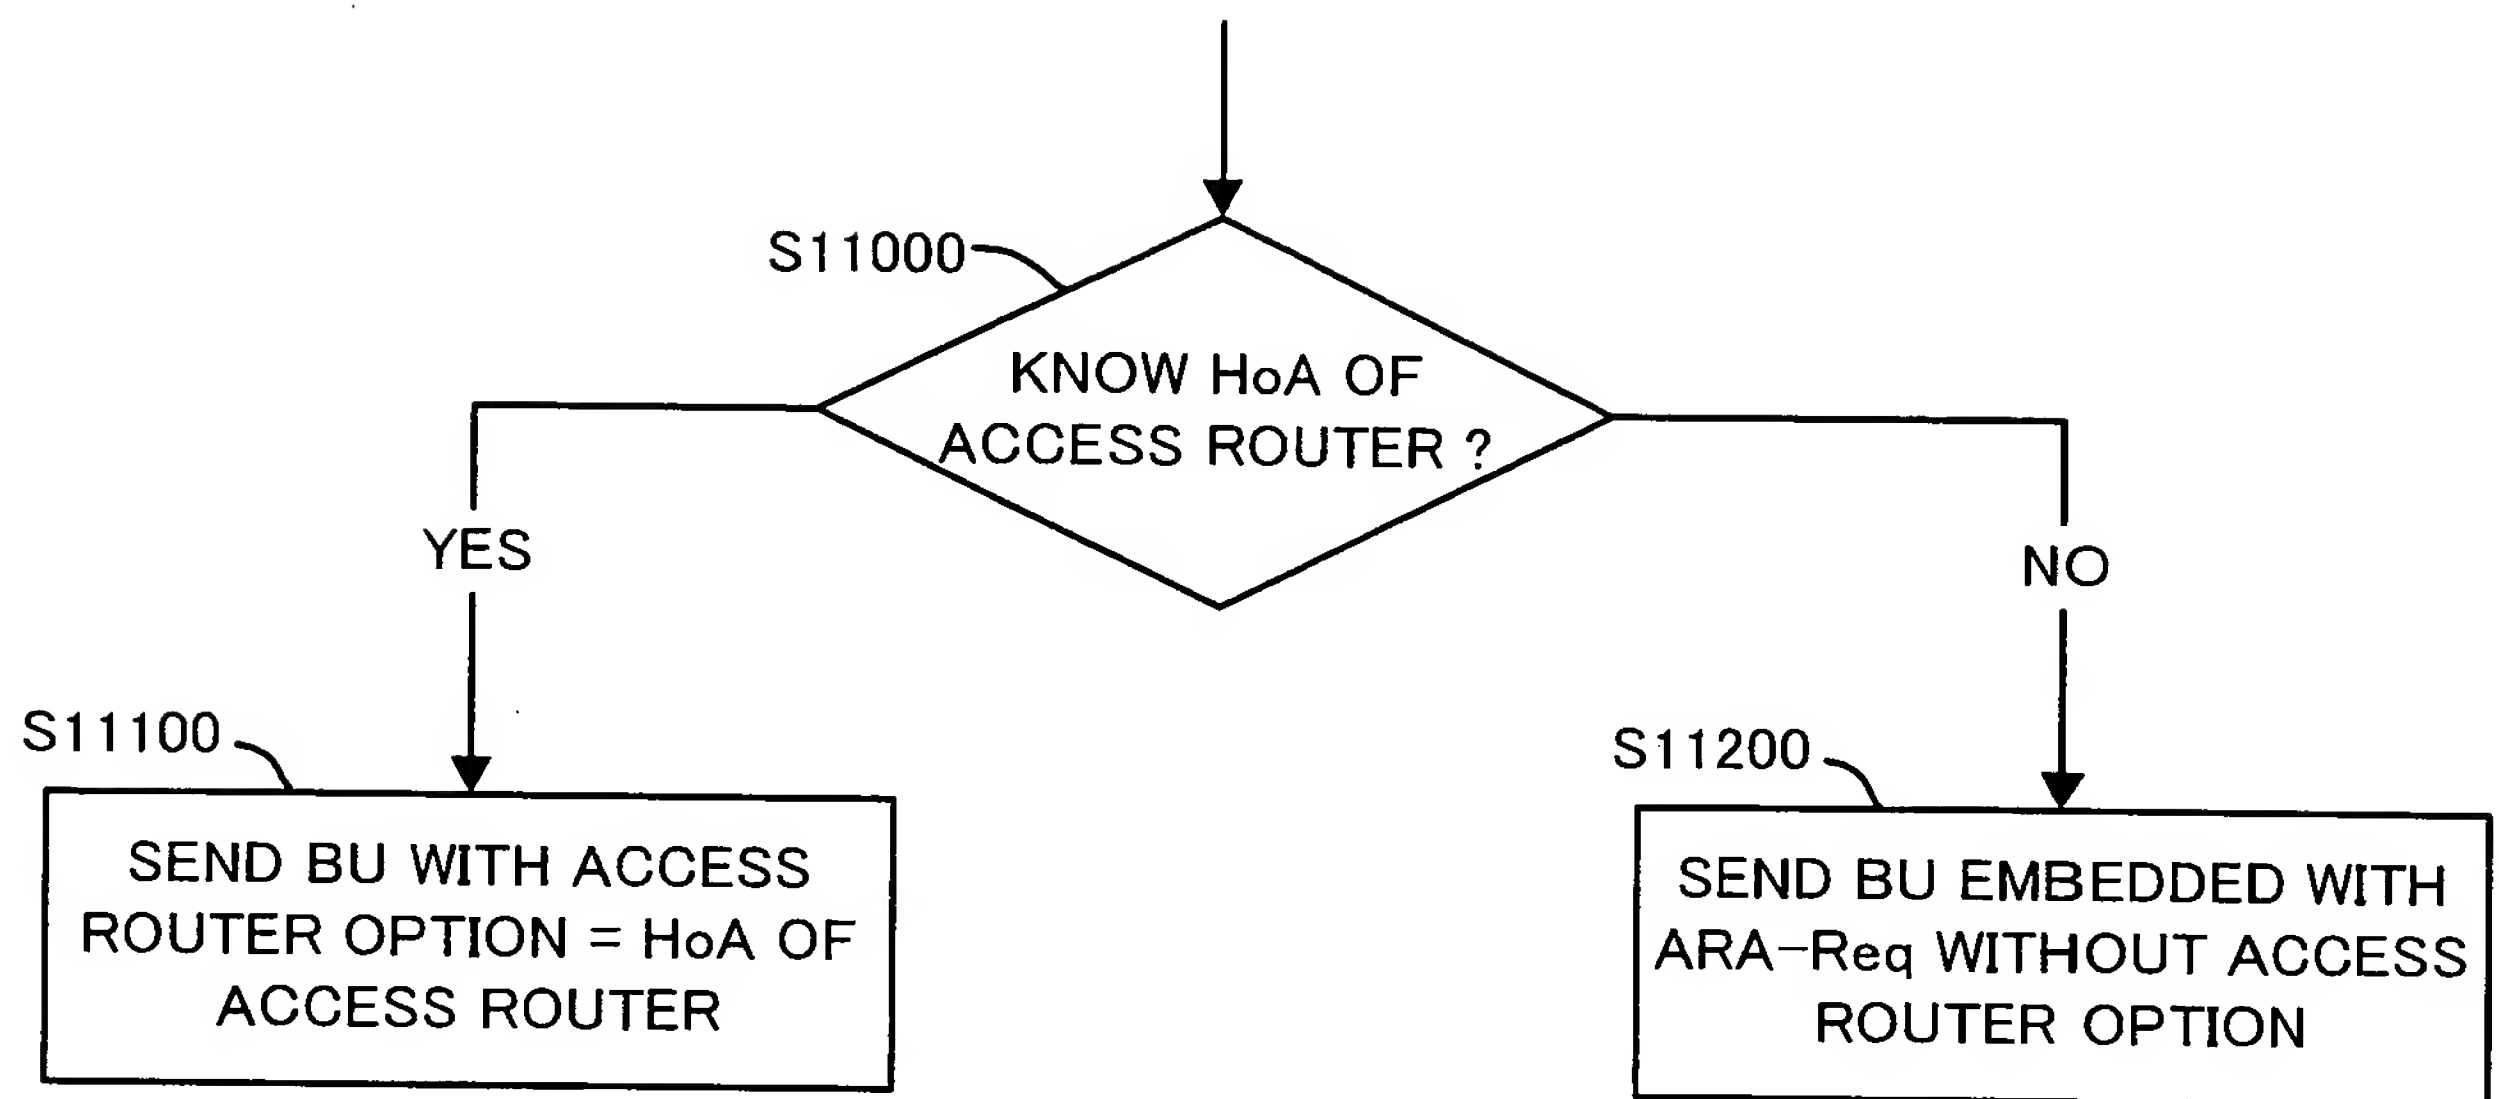 S11000
KNOW HoA OF
ACCESS ROUTER ?
YES
NO
S11100
SEND BU WITH ACCESS
ROUTER OPTION = HoA OF
ACCESS ROUTER
S11200
SEND BU EMBEDDED WITH
ARA-Req WITHOUT ACCESS
ROUTER OPTION